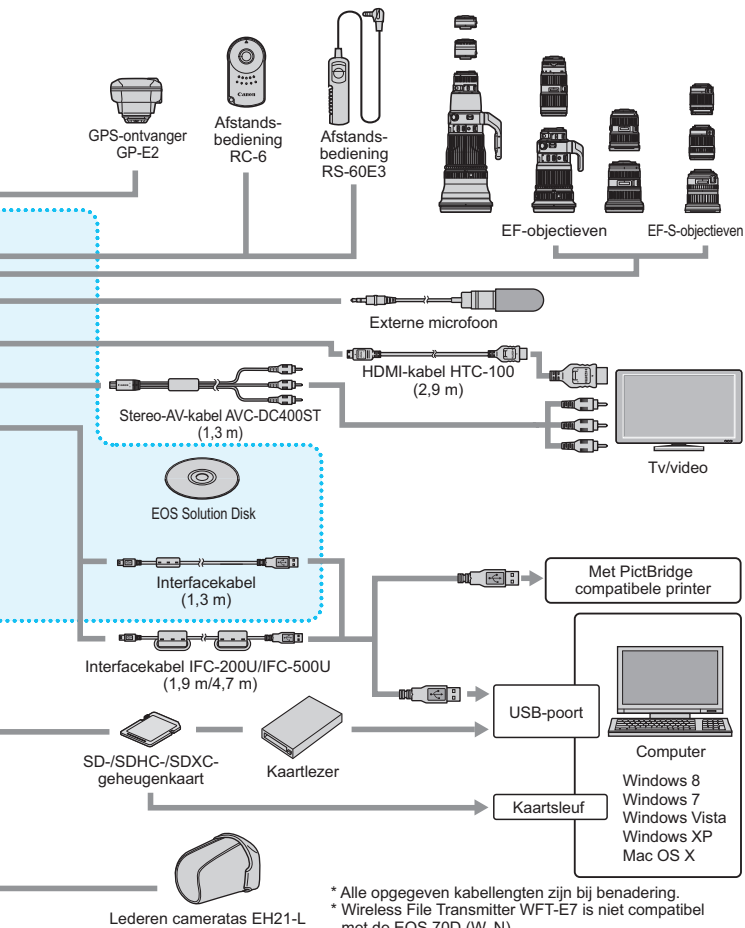 Canon
GPS-ontvanger
GP-E2
Afstands-
bediening
RC-6
Afstands-
bediening
RS-60E3
EF-objectieven
EF-S-objectieven
Externe microfoon
HDMI-kabel HTC-100
(2,9 m)
Stereo-AV-kabel AVC-DC400ST
(1,3 m)
Tv/video
EOS Solution Disk
Interfacekabel
(1,3 m)
Met PictBridge
compatibele printer
Interfacekabel IFC-200U/IFC-500U
(1,9 m/4,7 m)
USB-poort
SD-/SDHC-/SDXC-
geheugenkaart
Kaartlezer
Computer
Kaartsleuf
Windows 8
Windows 7
Windows Vista
Windows XP
Mac OS X
Lederen cameratas EH21-L
* Alle opgegeven kabellengten zijn bij benadering.
* Wireless File Transmitter WFT-E7 is niet compatibel
met de EOS 70D (W, N)